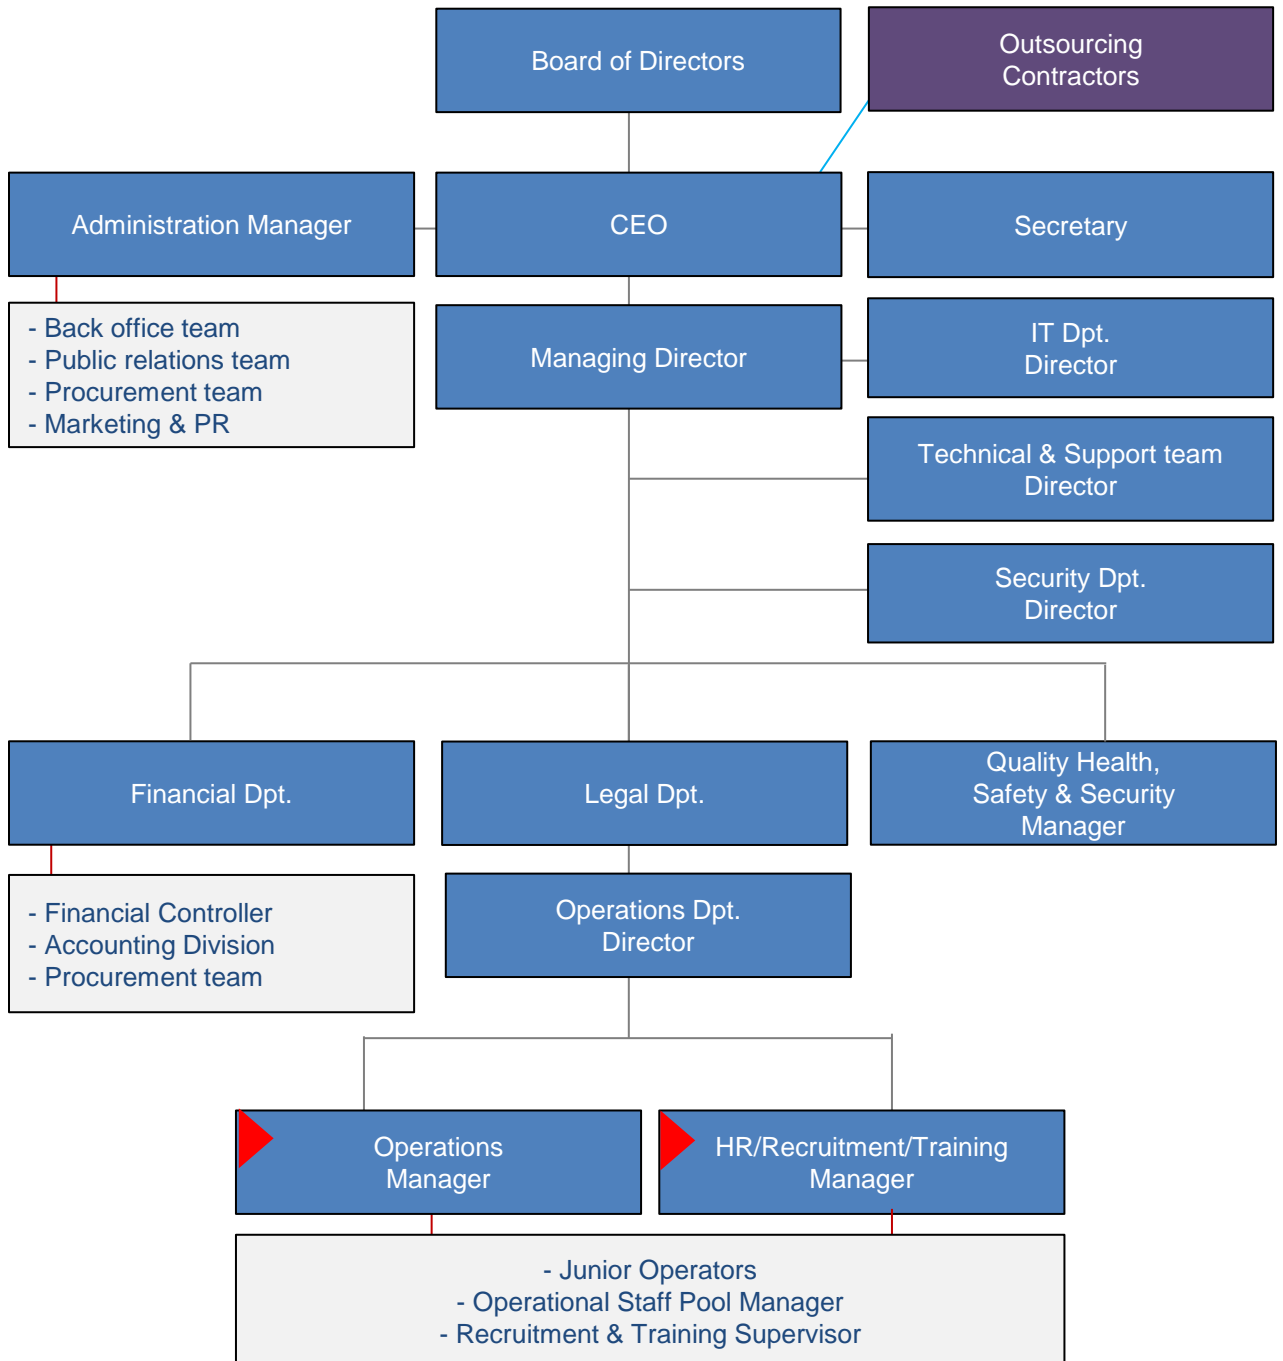 Board of Directors
Outsourcing
Contractors
Administration Manager
CEO
Secretary
- Back office team
- Public relations team
- Procurement team
- Marketing & PR
Managing Director
IT Dpt.
Director
Technical & Support team
Director
Security Dpt.
Director
Financial Dpt.
Legal Dpt.
Quality Health,
Safety & Security
Manager
- Financial Controller
- Accounting Division
- Procurement team
Operations Dpt.
Director
Operations
Manager
HR/Recruitment/Training
Manager
- Junior Operators
- Operational Staff Pool Manager
- Recruitment & Training Supervisor